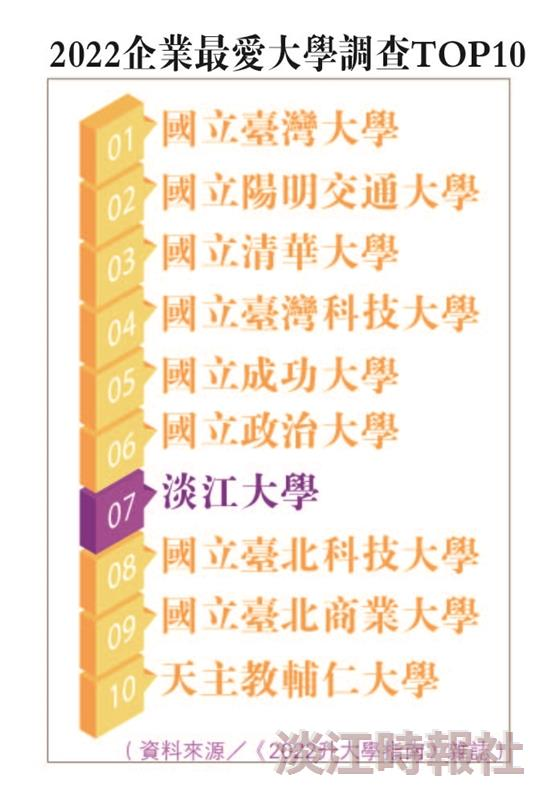 2022企業最愛大學調查TOP10
01 國立臺灣大學
02 國立陽明交通大學
03 國立清華大學
04 國立臺灣科技大學
05 國立成功大學
06 國立政治大學
07 淡江大學
08 國立臺北科技大學
09 國立臺北商業大學
10 天主教輔仁大學
(資料來源／《2022升大學指南》雜誌)
淡江時報社